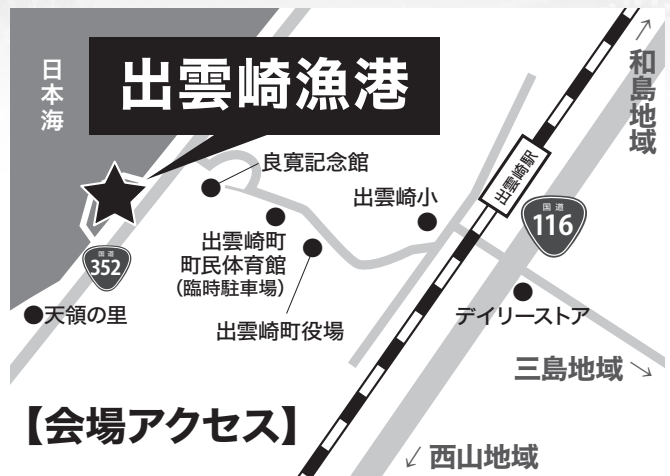 日本海
出雲崎漁港
和島地域
良寛記念館
出雲崎駅
出雲崎小
国道
116
出雲崎町
町民体育館
（臨時駐車場）
国道
352
出雲崎町役場
天領の里
デイリーストア
三島地域
【会場アクセス】
西山地域